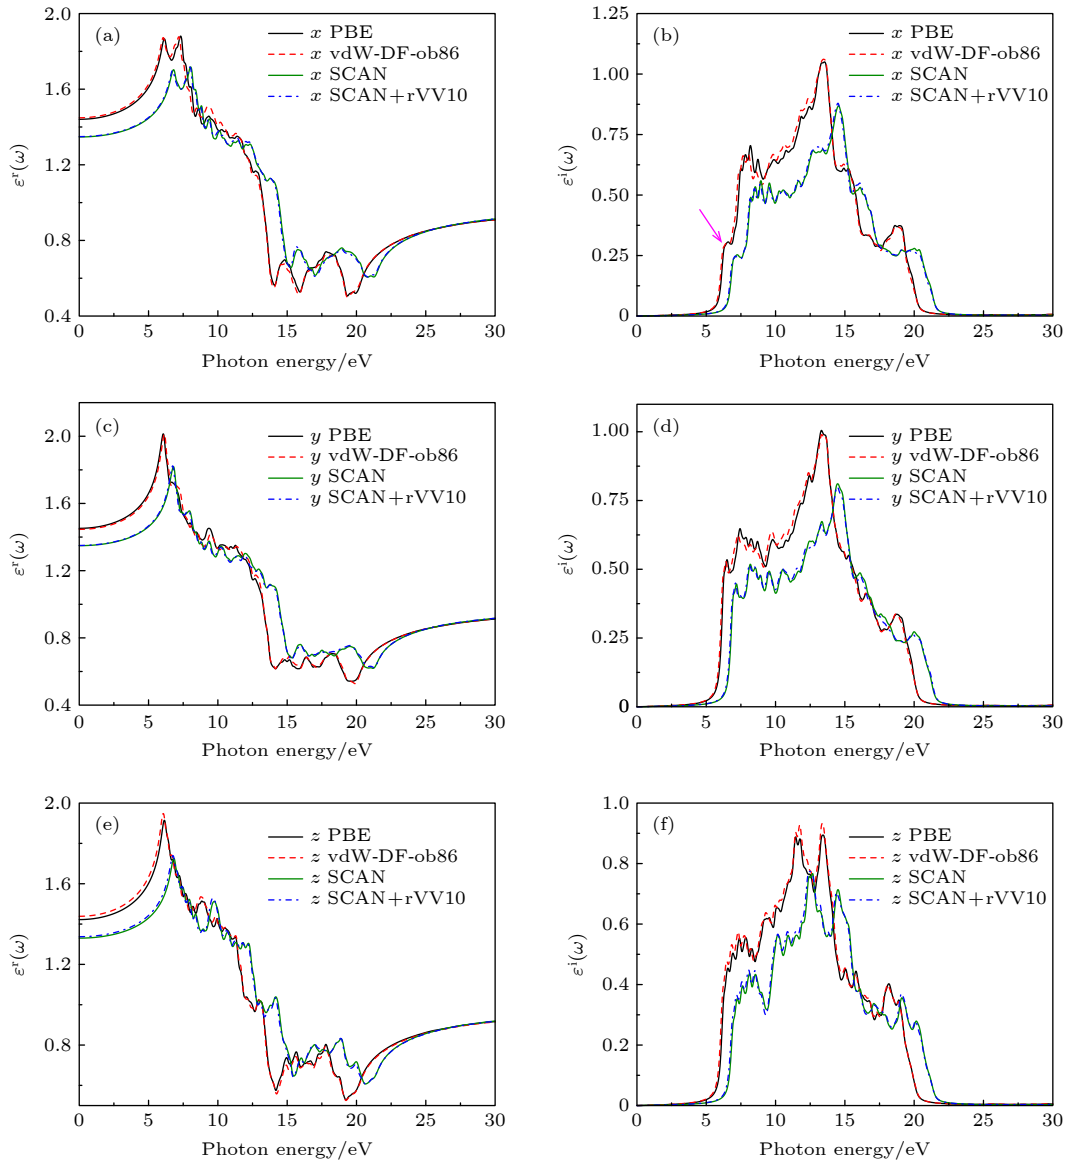 (a)
x PBE
x vdW-DF-ob86
x SCAN
x SCAN+rVV10
2.0
1.6
1.2
0.8
0.4
εʳ(ω)
0 5 10 15 20 25 30
Photon energy/eV
(b)
x PBE
x vdW-DF-ob86
x SCAN
x SCAN+rVV10
1.25
1.00
0.75
0.50
0.25
0
εⁱ(ω)
0 5 10 15 20 25 30
Photon energy/eV
(c)
y PBE
y vdW-DF-ob86
y SCAN
y SCAN+rVV10
2.0
1.6
1.2
0.8
0.4
εʳ(ω)
0 5 10 15 20 25 30
Photon energy/eV
(d)
y PBE
y vdW-DF-ob86
y SCAN
y SCAN+rVV10
1.00
0.75
0.50
0.25
0
εⁱ(ω)
0 5 10 15 20 25 30
Photon energy/eV
(e)
z PBE
z vdW-DF-ob86
z SCAN
z SCAN+rVV10
2.0
1.6
1.2
0.8
εʳ(ω)
0 5 10 15 20 25 30
Photon energy/eV
(f)
z PBE
z vdW-DF-ob86
z SCAN
z SCAN+rVV10
1.0
0.8
0.6
0.4
0.2
0
εⁱ(ω)
0 5 10 15 20 25 30
Photon energy/eV